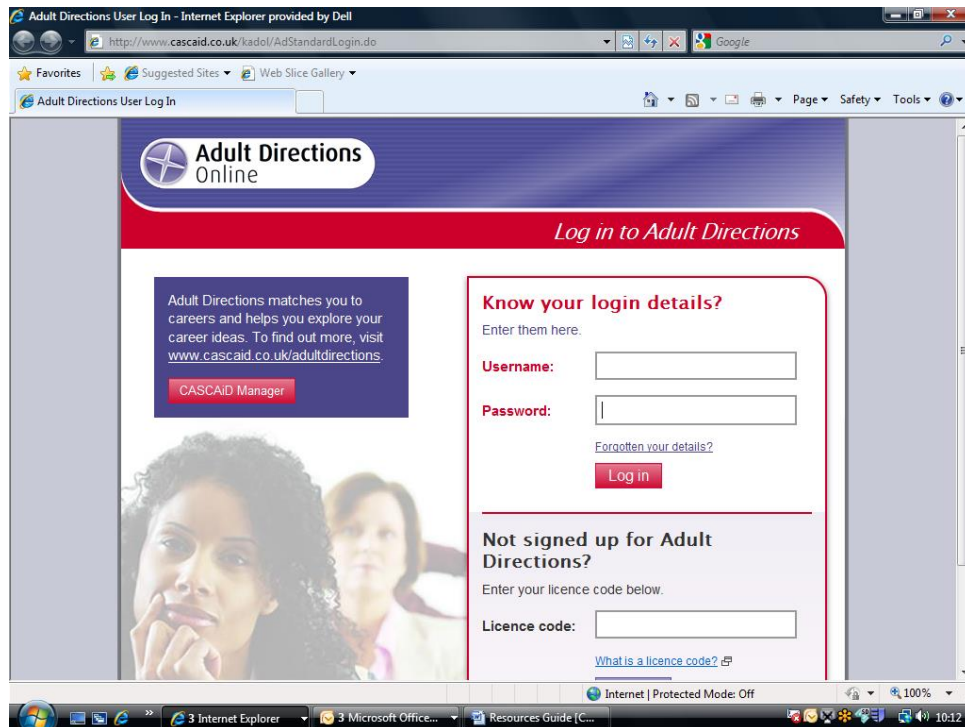 Adult Directions User Log In - Internet Explorer provided by Dell
http://www.cascaid.co.uk/kadol/AdStandardLogin.do
Google
Favorites Suggested Sites Web Slice Gallery
Adult Directions User Log In
Page Safety Tools
Adult Directions
Online
Log in to Adult Directions
Adult Directions matches you to
careers and helps you explore your
career ideas. To find out more, visit
www.cascaid.co.uk/adultdirections.
CASCAiD Manager
Know your login details?
Enter them here.
Username:
Password:
Forgotten your details?
Log in
Not signed up for Adult
Directions?
Enter your licence code below.
Licence code:
What is a licence code?
Internet | Protected Mode: Off
100%
3 Internet Explorer
3 Microsoft Office...
Resources Guide [C...
10:12